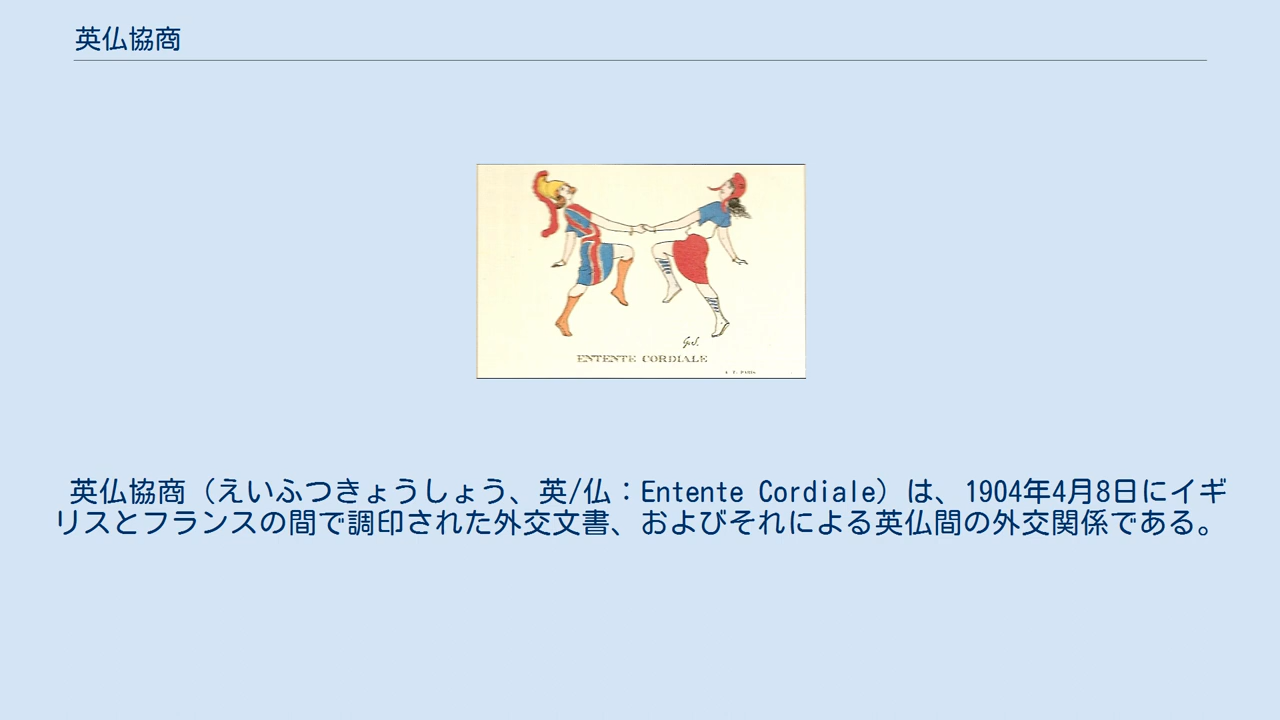 英仏協商
G.S.
ENTENTE CORDIALE
英仏協商（えいふつきょうしょう、英/仏：Entente Cordiale）は、1904年4月8日にイギ
リスとフランスの間で調印された外交文書、およびそれによる英仏間の外交関係である。